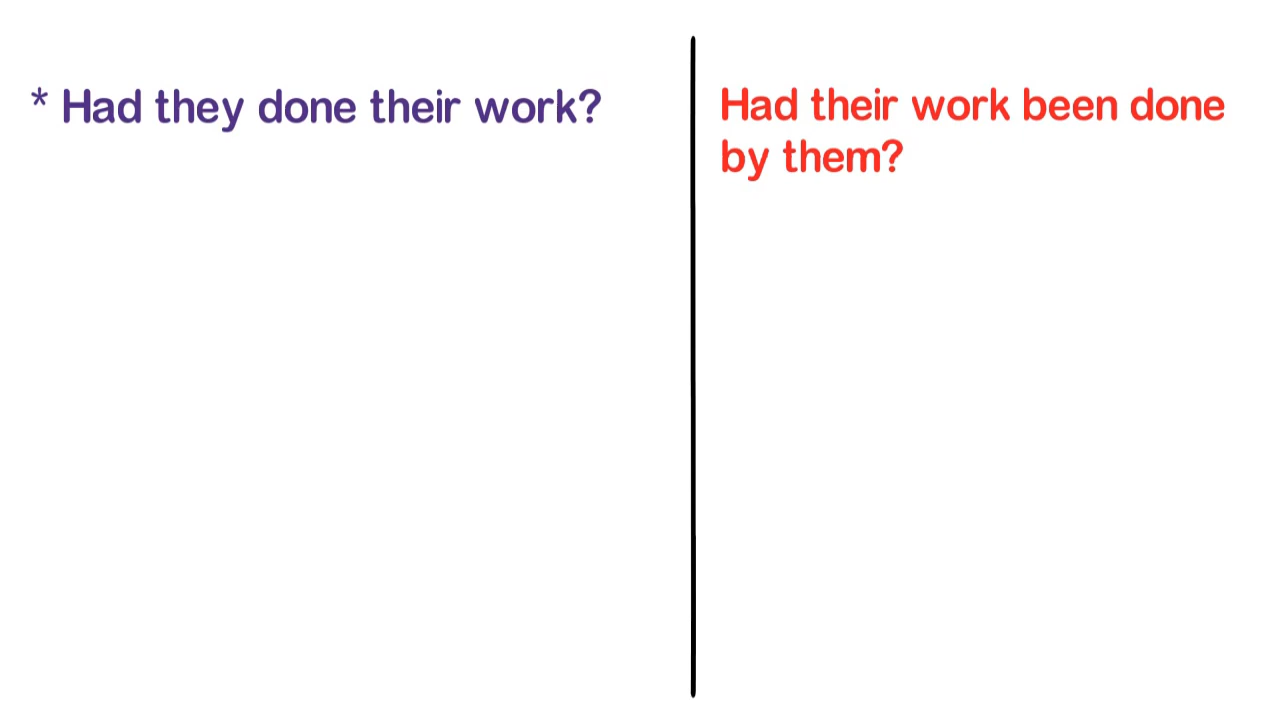 * Had they done their work?
Had their work been done
by them?